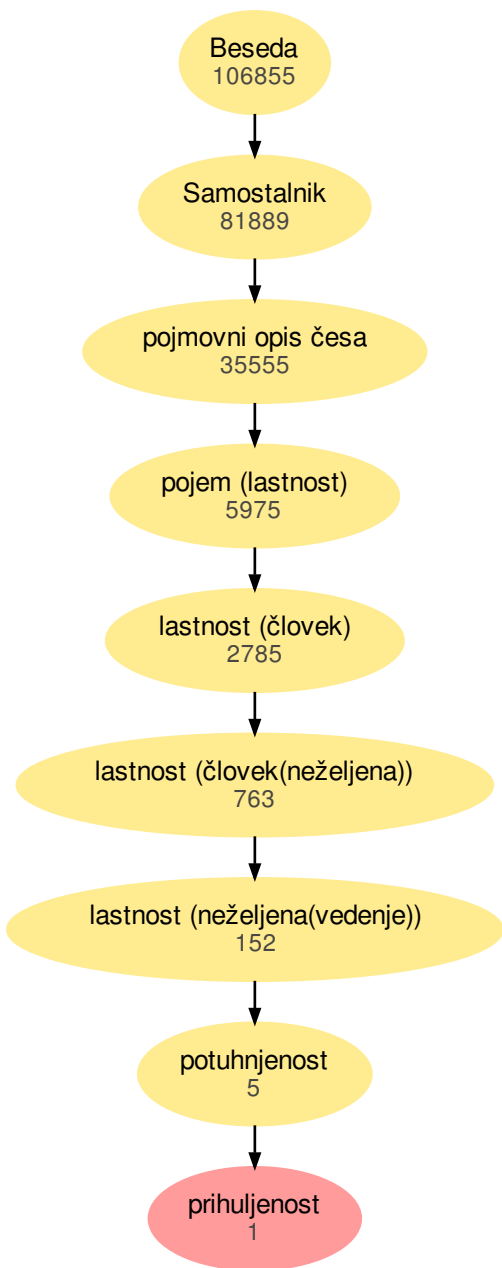 Beseda
106855
Samostalnik
81889
pojmovni opis česa
35555
pojem (lastnost)
5975
lastnost (človek)
2785
lastnost (človek(neželjena))
763
lastnost (neželjena(vedenje))
152
potuhnjenost
5
prihuljenost
1